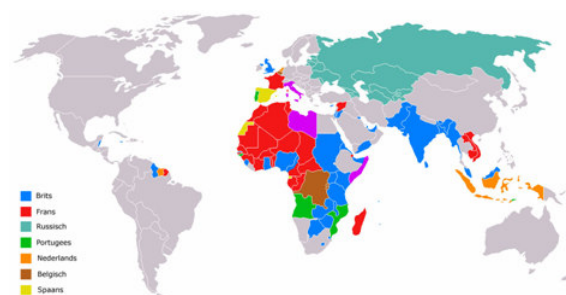 Brits
Frans
Russisch
Portugees
Nederlands
Belgisch
Spaans